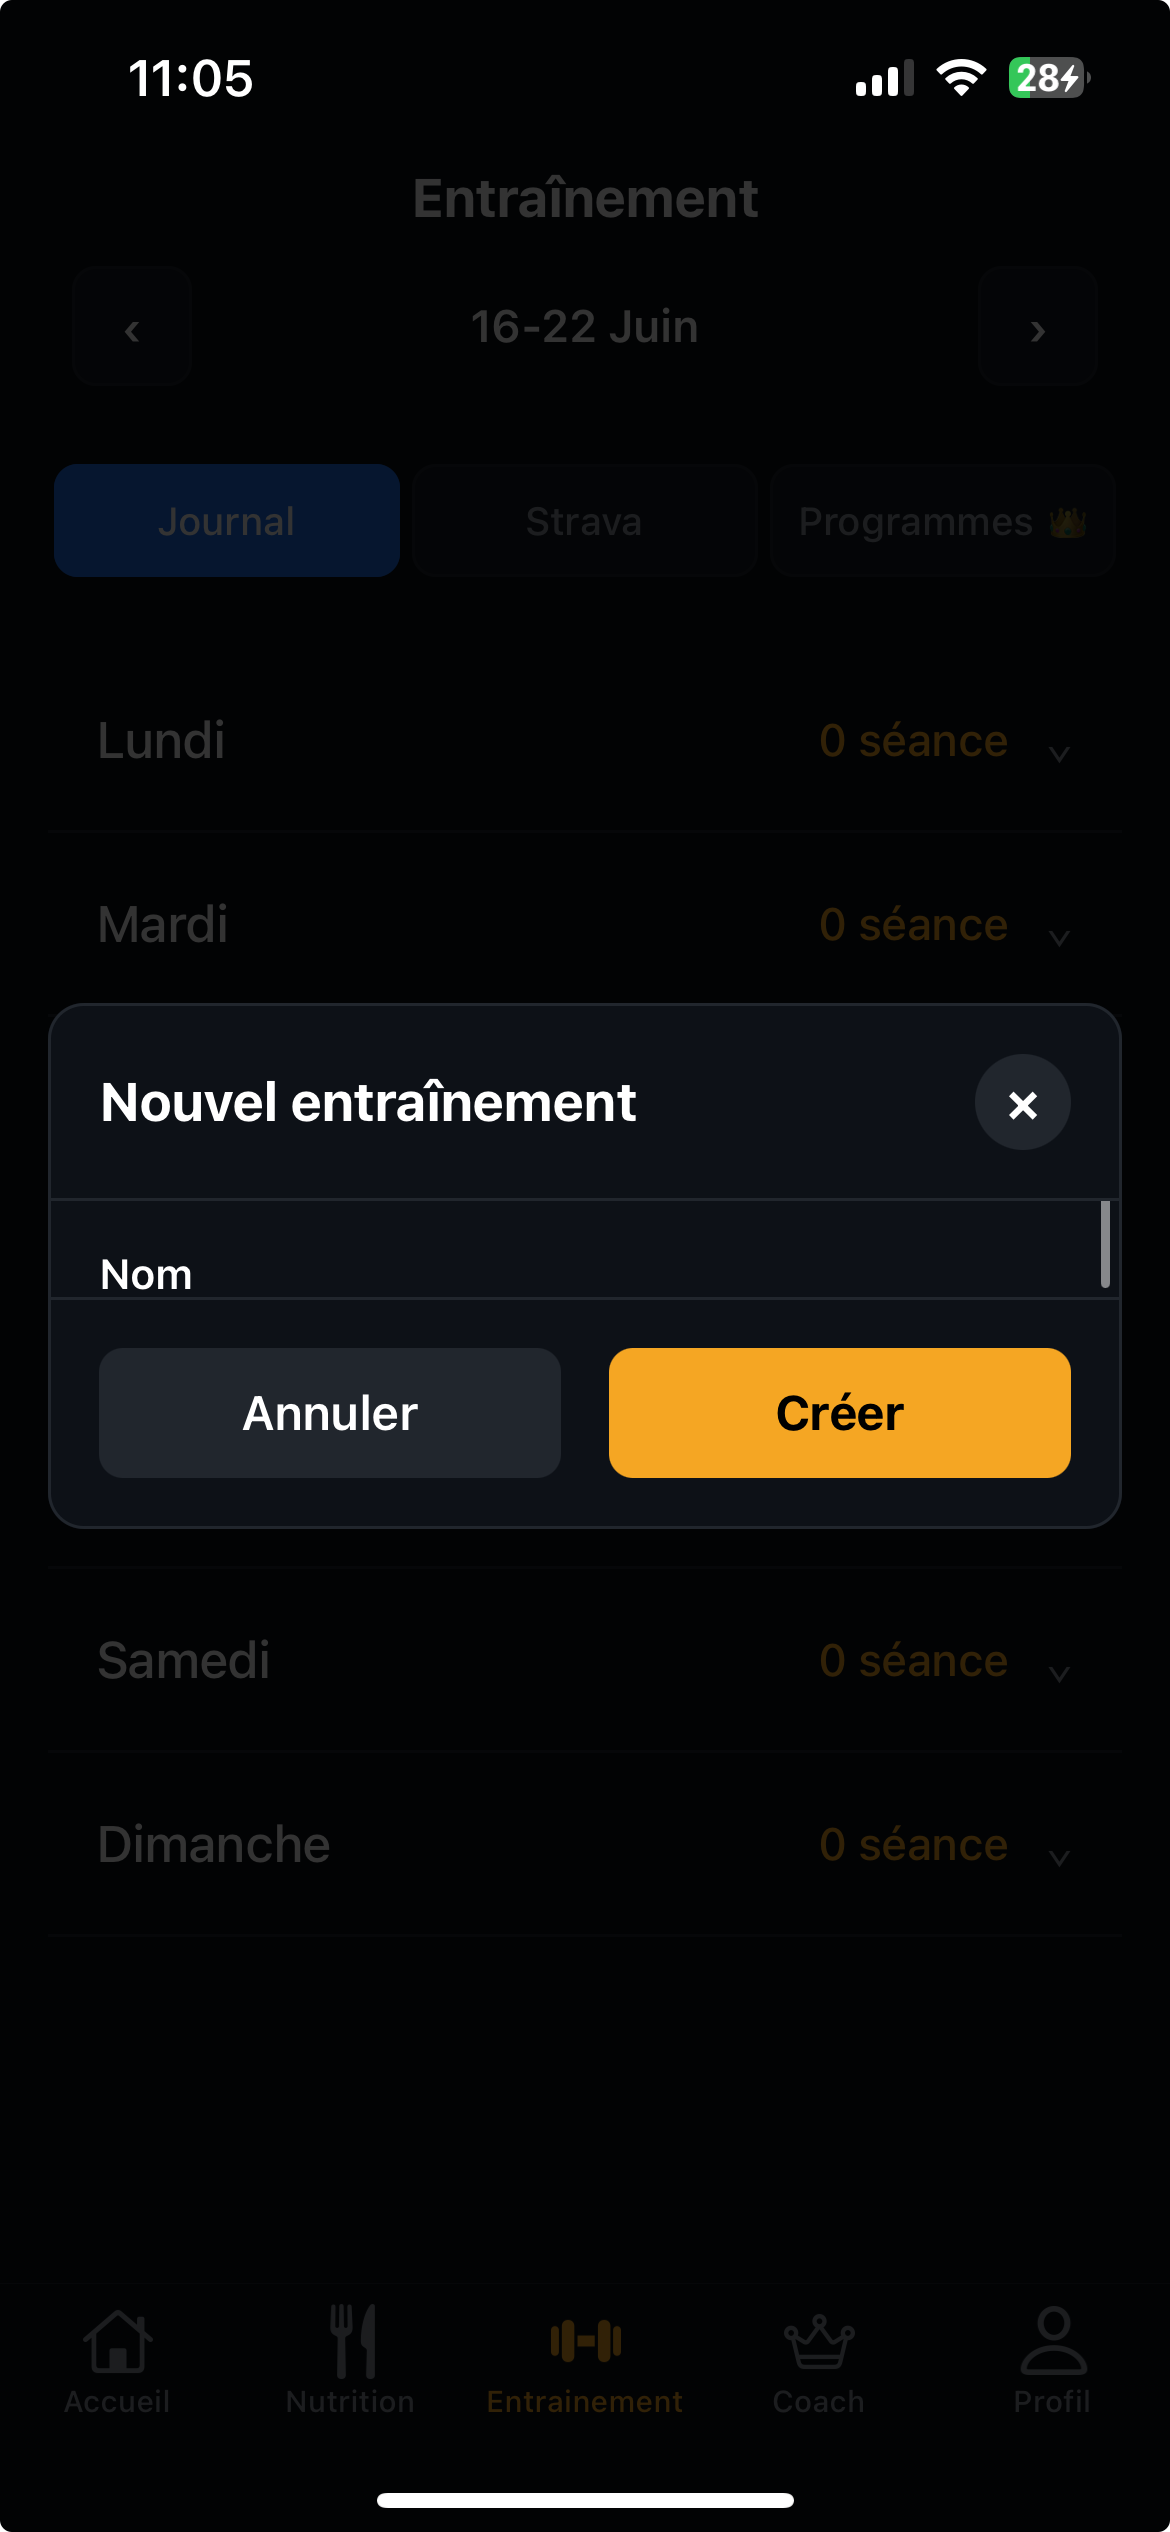 11:05
28
Entraînement
‹ 16-22 Juin ›
Journal Strava Programmes 👑
Lundi 0 séance
Mardi 0 séance
Nouvel entraînement ×
Nom
Annuler Créer
Samedi 0 séance
Dimanche 0 séance
Accueil Nutrition Entrainement Coach Profil